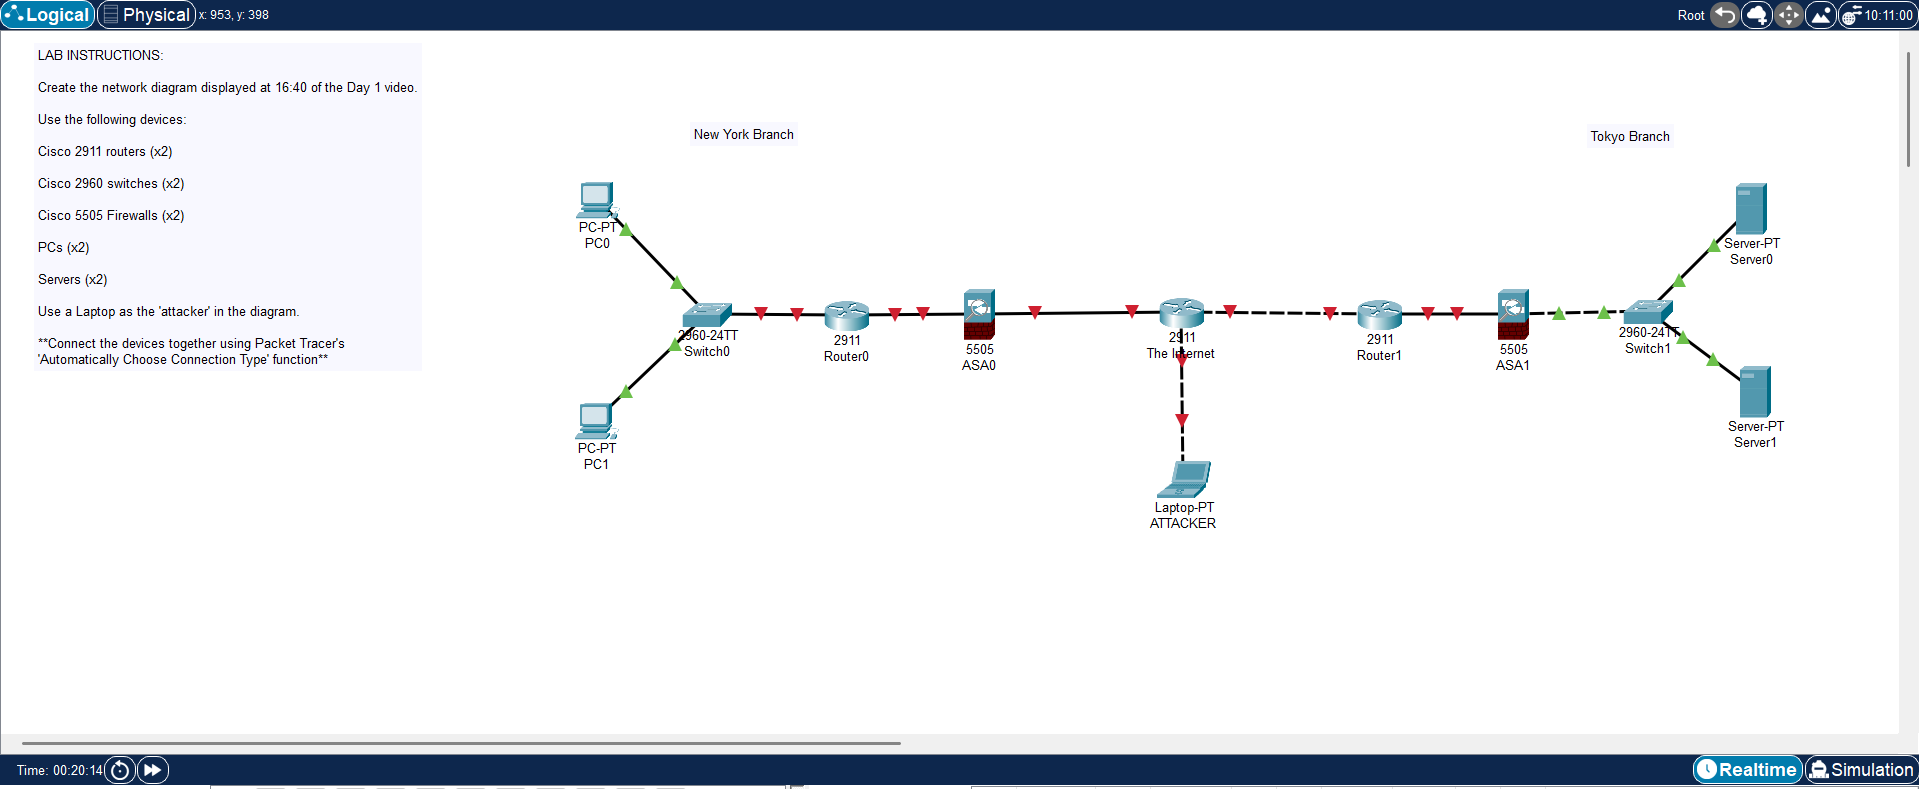 Logical
Physical
x: 953, y: 398
Root
10:11:00
LAB INSTRUCTIONS:
Create the network diagram displayed at 16:40 of the Day 1 video.
Use the following devices:
Cisco 2911 routers (x2)
Cisco 2960 switches (x2)
Cisco 5505 Firewalls (x2)
PCs (x2)
Servers (x2)
Use a Laptop as the 'attacker' in the diagram.
**Connect the devices together using Packet Tracer's
'Automatically Choose Connection Type' function**
New York Branch
Tokyo Branch
PC-PT
PC0
PC-PT
PC1
2960-24TT
Switch0
2911
Router0
5505
ASA0
2911
The Internet
Laptop-PT
ATTACKER
2911
Router1
5505
ASA1
2960-24TT
Switch1
Server-PT
Server0
Server-PT
Server1
Time: 00:20:14
Realtime
Simulation